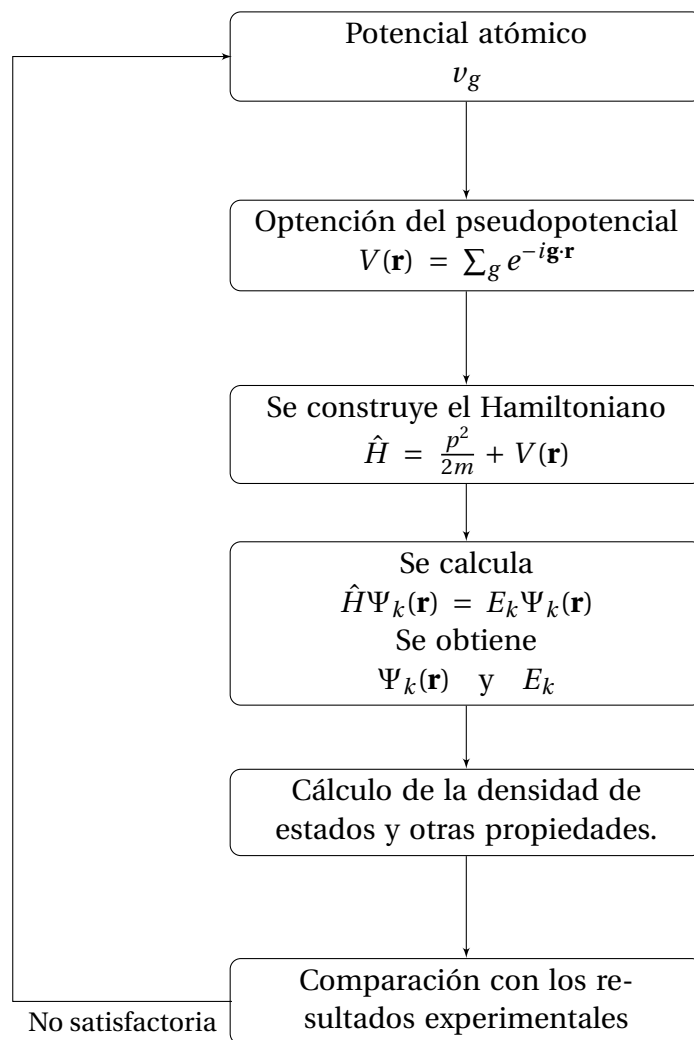 Potencial atómico
v_g
Optención del pseudopotencial
V(𝐫) = ∑_g e^{−i𝐠·𝐫}
Se construye el Hamiltoniano
Ĥ = p²/2m + V(𝐫)
Se calcula
ĤΨ_k(𝐫) = E_kΨ_k(𝐫)
Se obtiene
Ψ_k(𝐫) y E_k
Cálculo de la densidad de
estados y otras propiedades.
Comparación con los re-
sultados experimentales
No satisfactoria